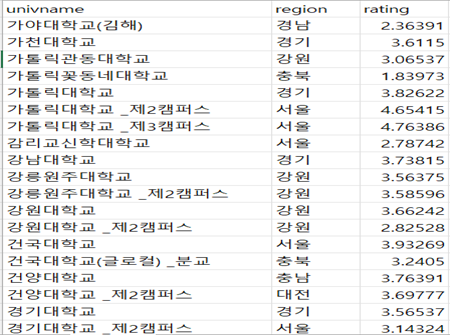 univname region rating
가야대학교(김해) 경남 2.36391
가천대학교 경기 3.6115
가톨릭관동대학교 강원 3.06537
가톨릭꽃동네대학교 충북 1.83973
가톨릭대학교 경기 3.82622
가톨릭대학교 _제2캠퍼스 서울 4.65415
가톨릭대학교 _제3캠퍼스 서울 4.76386
감리교신학대학교 서울 2.78742
강남대학교 경기 3.73815
강릉원주대학교 강원 3.56375
강릉원주대학교 _제2캠퍼스 강원 3.58596
강원대학교 강원 3.66242
강원대학교 _제2캠퍼스 강원 2.82528
건국대학교 서울 3.93269
건국대학교(글로컬) _분교 충북 3.2405
건양대학교 충남 3.76391
건양대학교 _제2캠퍼스 대전 3.69777
경기대학교 경기 3.56537
경기대학교 _제2캠퍼스 서울 3.14324